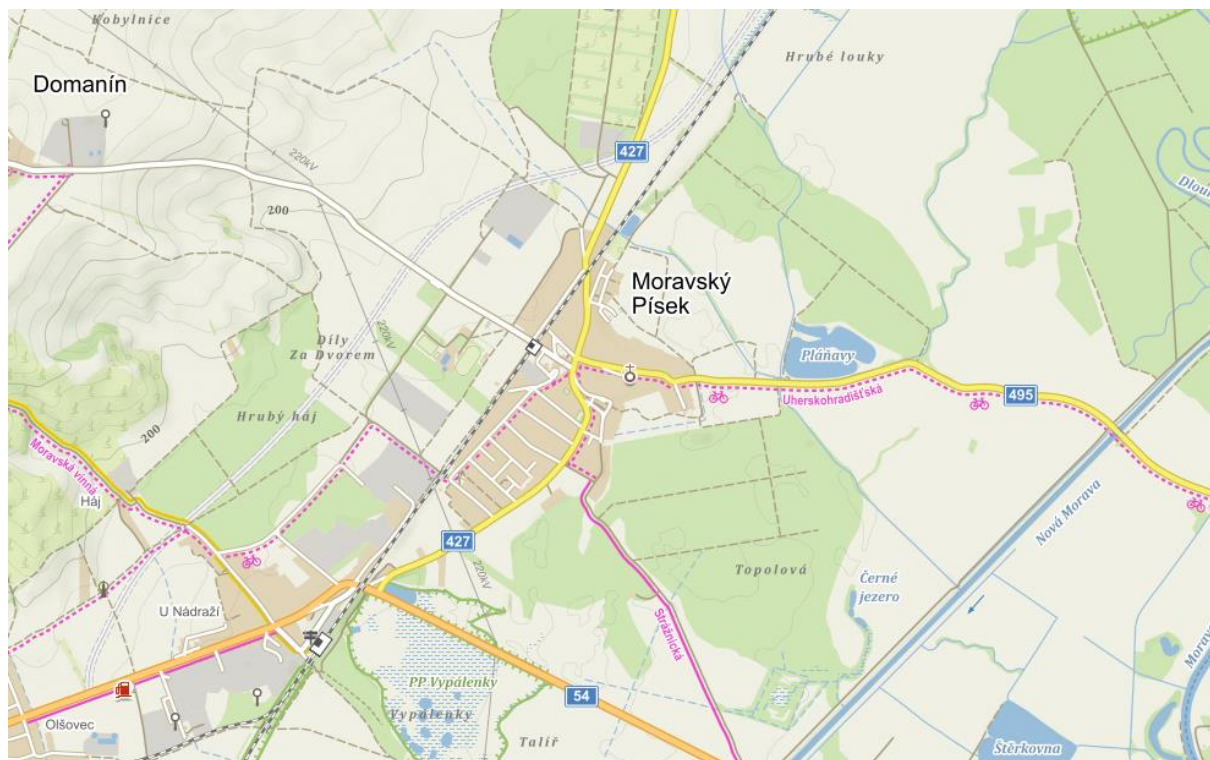 Kobylnice
Hrubé louky
Domanín
220kV
427
200
Moravský
Písek
Díly
Za Dvorem
220kV
Pláňavy
Uherskohradišťská
495
Hrubý háj
200
Moravská vinná
Háj
Nová Morava
427
220kV
Topolová
Černé
jezero
U Nádraží
Strážnická
PP Vypálenky
54
Vypálenky
Olšovec
Talíř
Štěrkovna